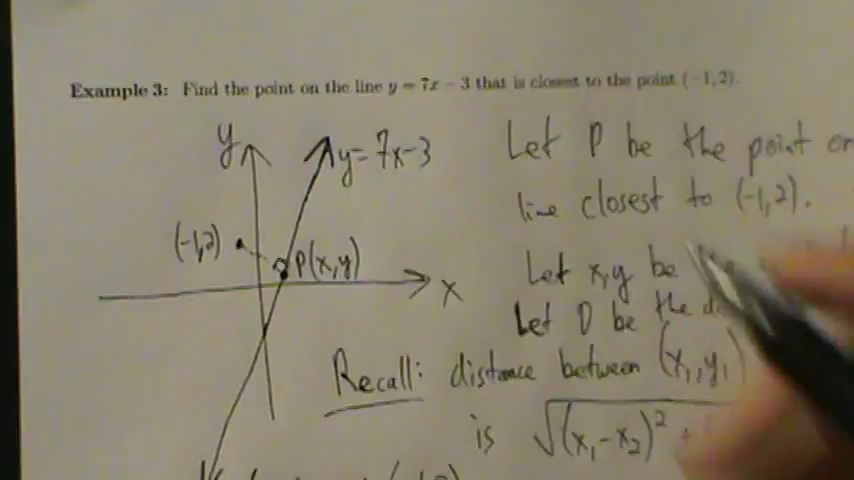 Example 3: Find the point on the line y = 7x − 3 that is closest to the point (−1, 2).
y
y=7x-3
(-1,2)
P(x,y)
x
Let P be the point on
line closest to (-1,2).
Let x,y be the
Let D be the
Recall: distance between (x₁,y₁)
is √(x₁-x₂)² +